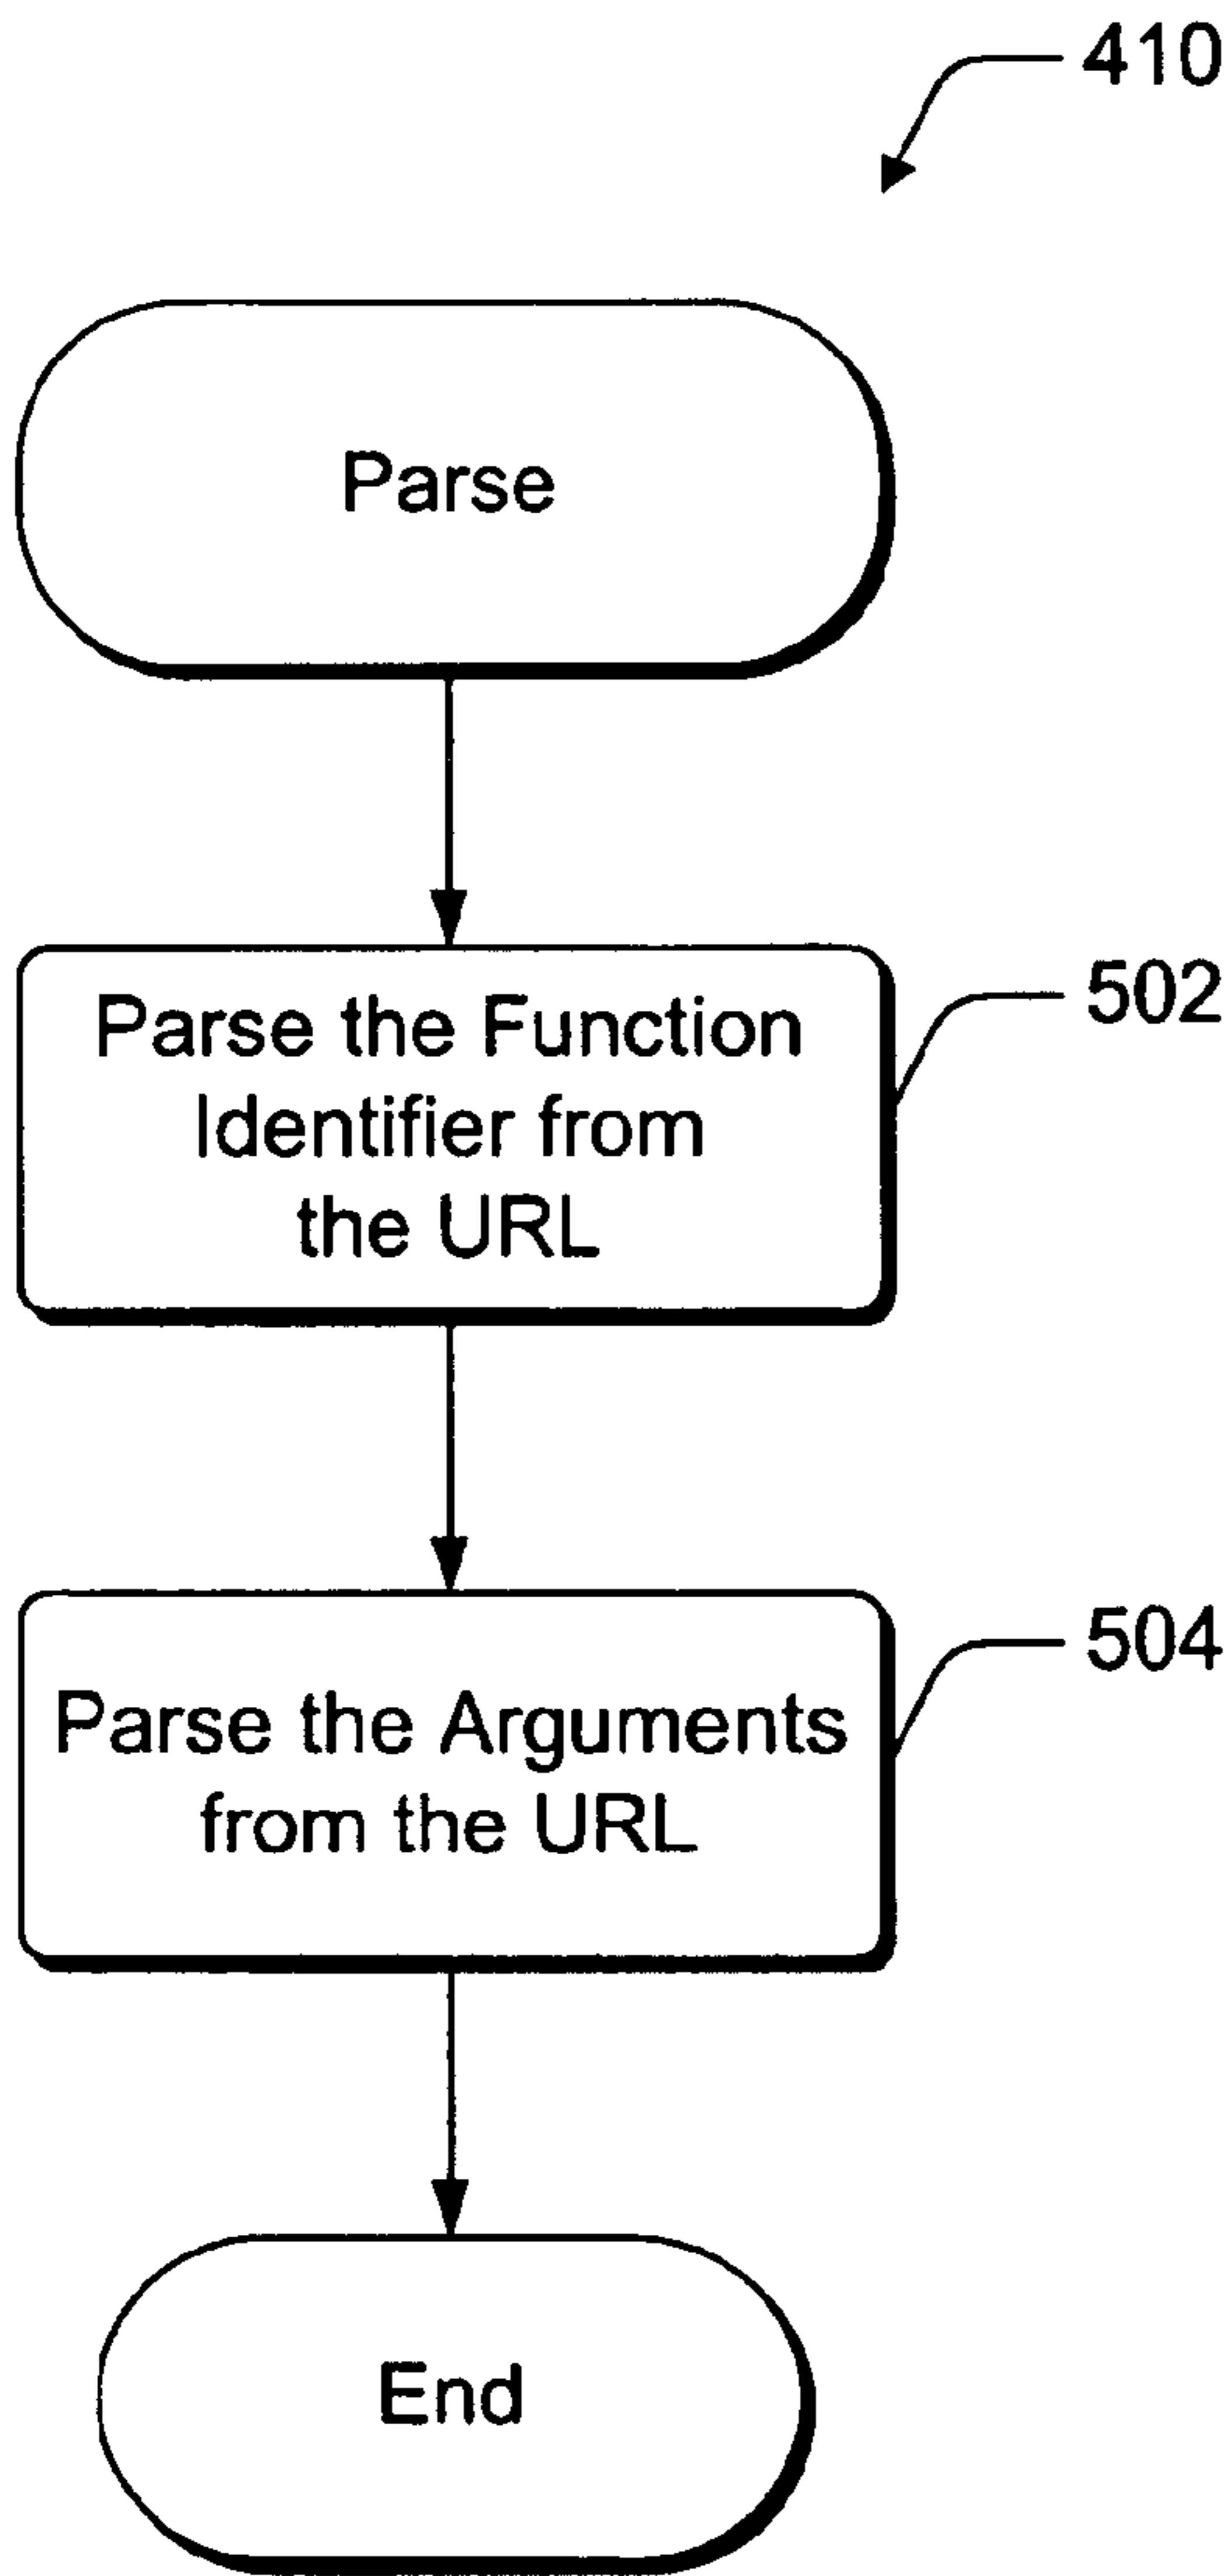 410
Parse
Parse the Function
502
Identifier from
the URL
504
Parse the Arguments
from the URL
End